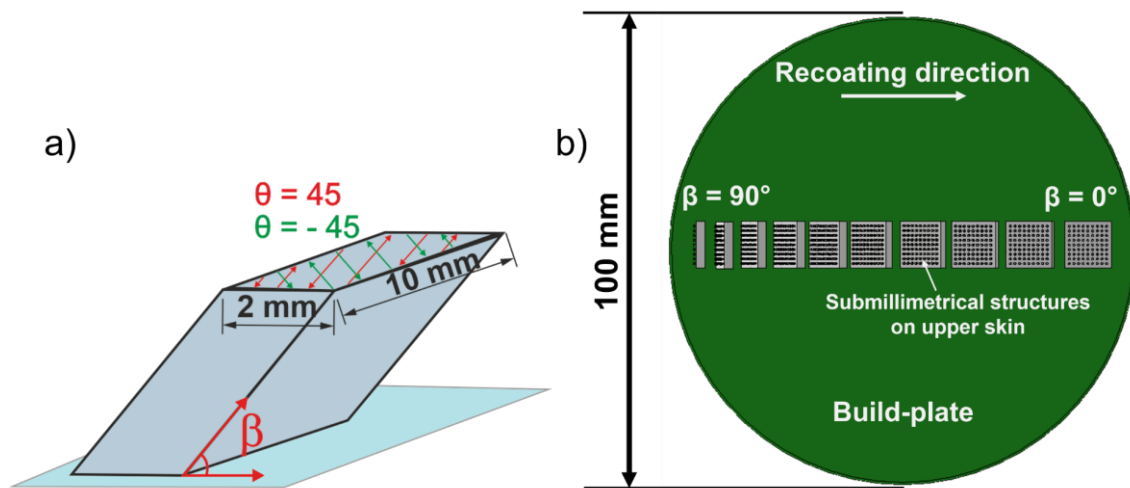 a)
θ = 45
θ = - 45
2 mm
10 mm
β
b)
100 mm
Recoating direction
β = 90°
β = 0°
Submillimetrical structures
on upper skin
Build-plate